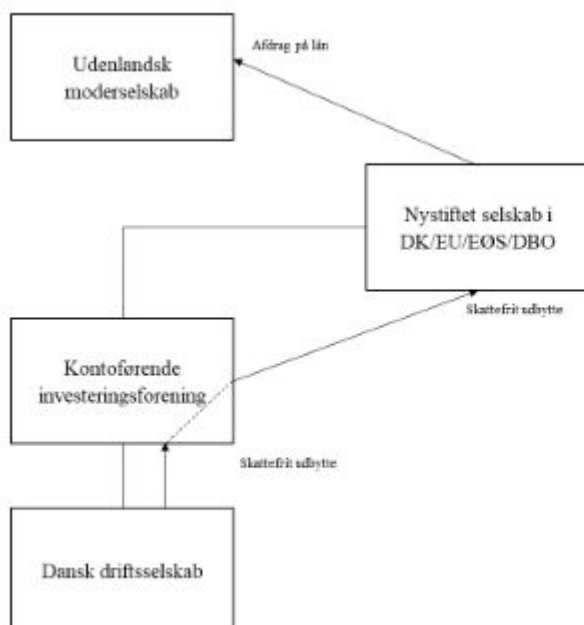 Afdrag på lån
Udenlandsk
moderselskab
Nystiftet selskab i
DK/EU/EØS/DBO
Skattefrit udbytte
Kontoførende
investeringsforening
Skattefrit udbytte
Dansk driftsselskab